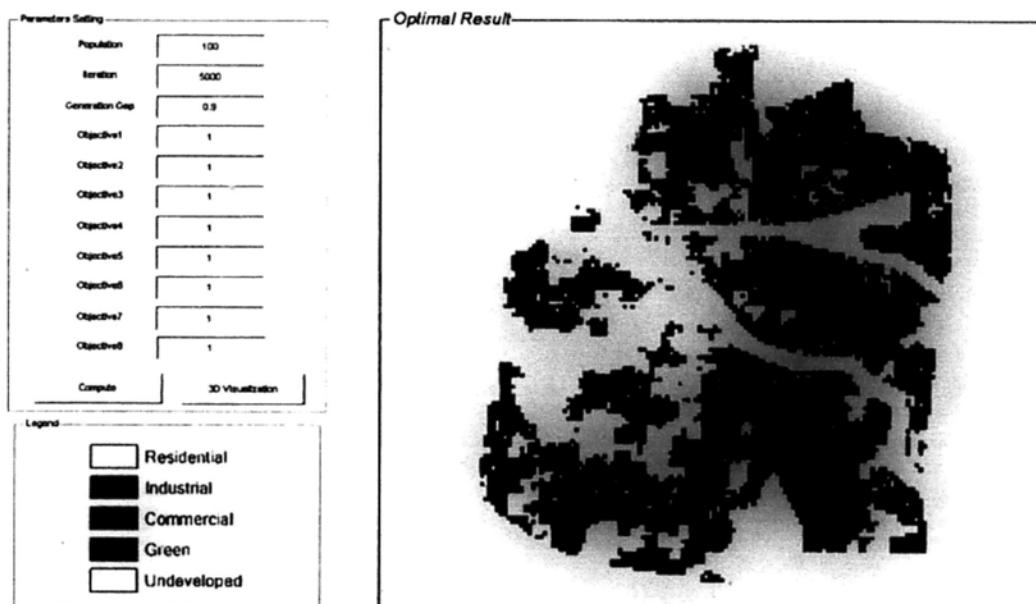 Parameters Setting
Population 100
Iteration 5000
Generation Gap 0.9
Objective1 1
Objective2 1
Objective3 1
Objective4 1
Objective5 1
Objective6 1
Objective7 1
Objective8 1
Compute 3D Visualization
Legend
Residential
Industrial
Commercial
Green
Undeveloped
Optimal Result